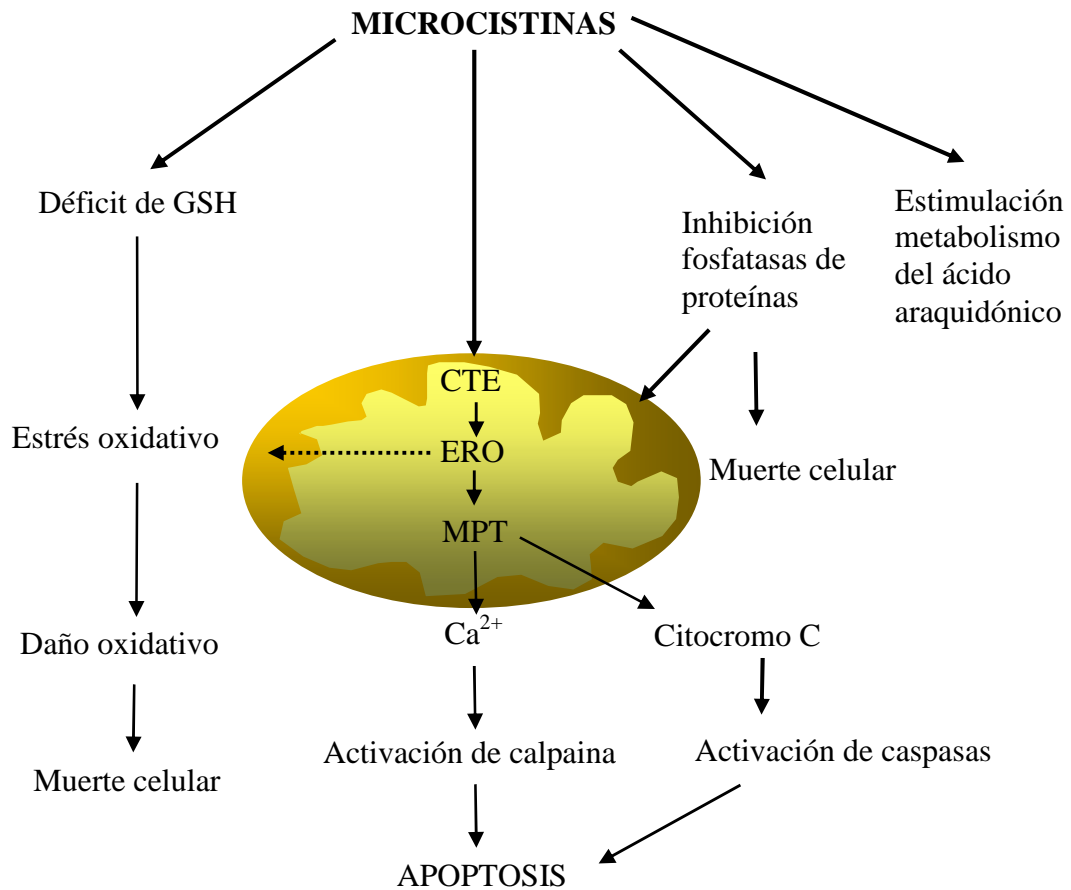 MICROCISTINAS
Déficit de GSH
Estimulación
metabolismo
del ácido
araquidónico
Inhibición
fosfatasas de
proteínas
CTE
Estrés oxidativo
ERO
Muerte celular
MPT
Daño oxidativo
Ca²⁺
Citocromo C
Activación de calpaina
Activación de caspasas
Muerte celular
APOPTOSIS